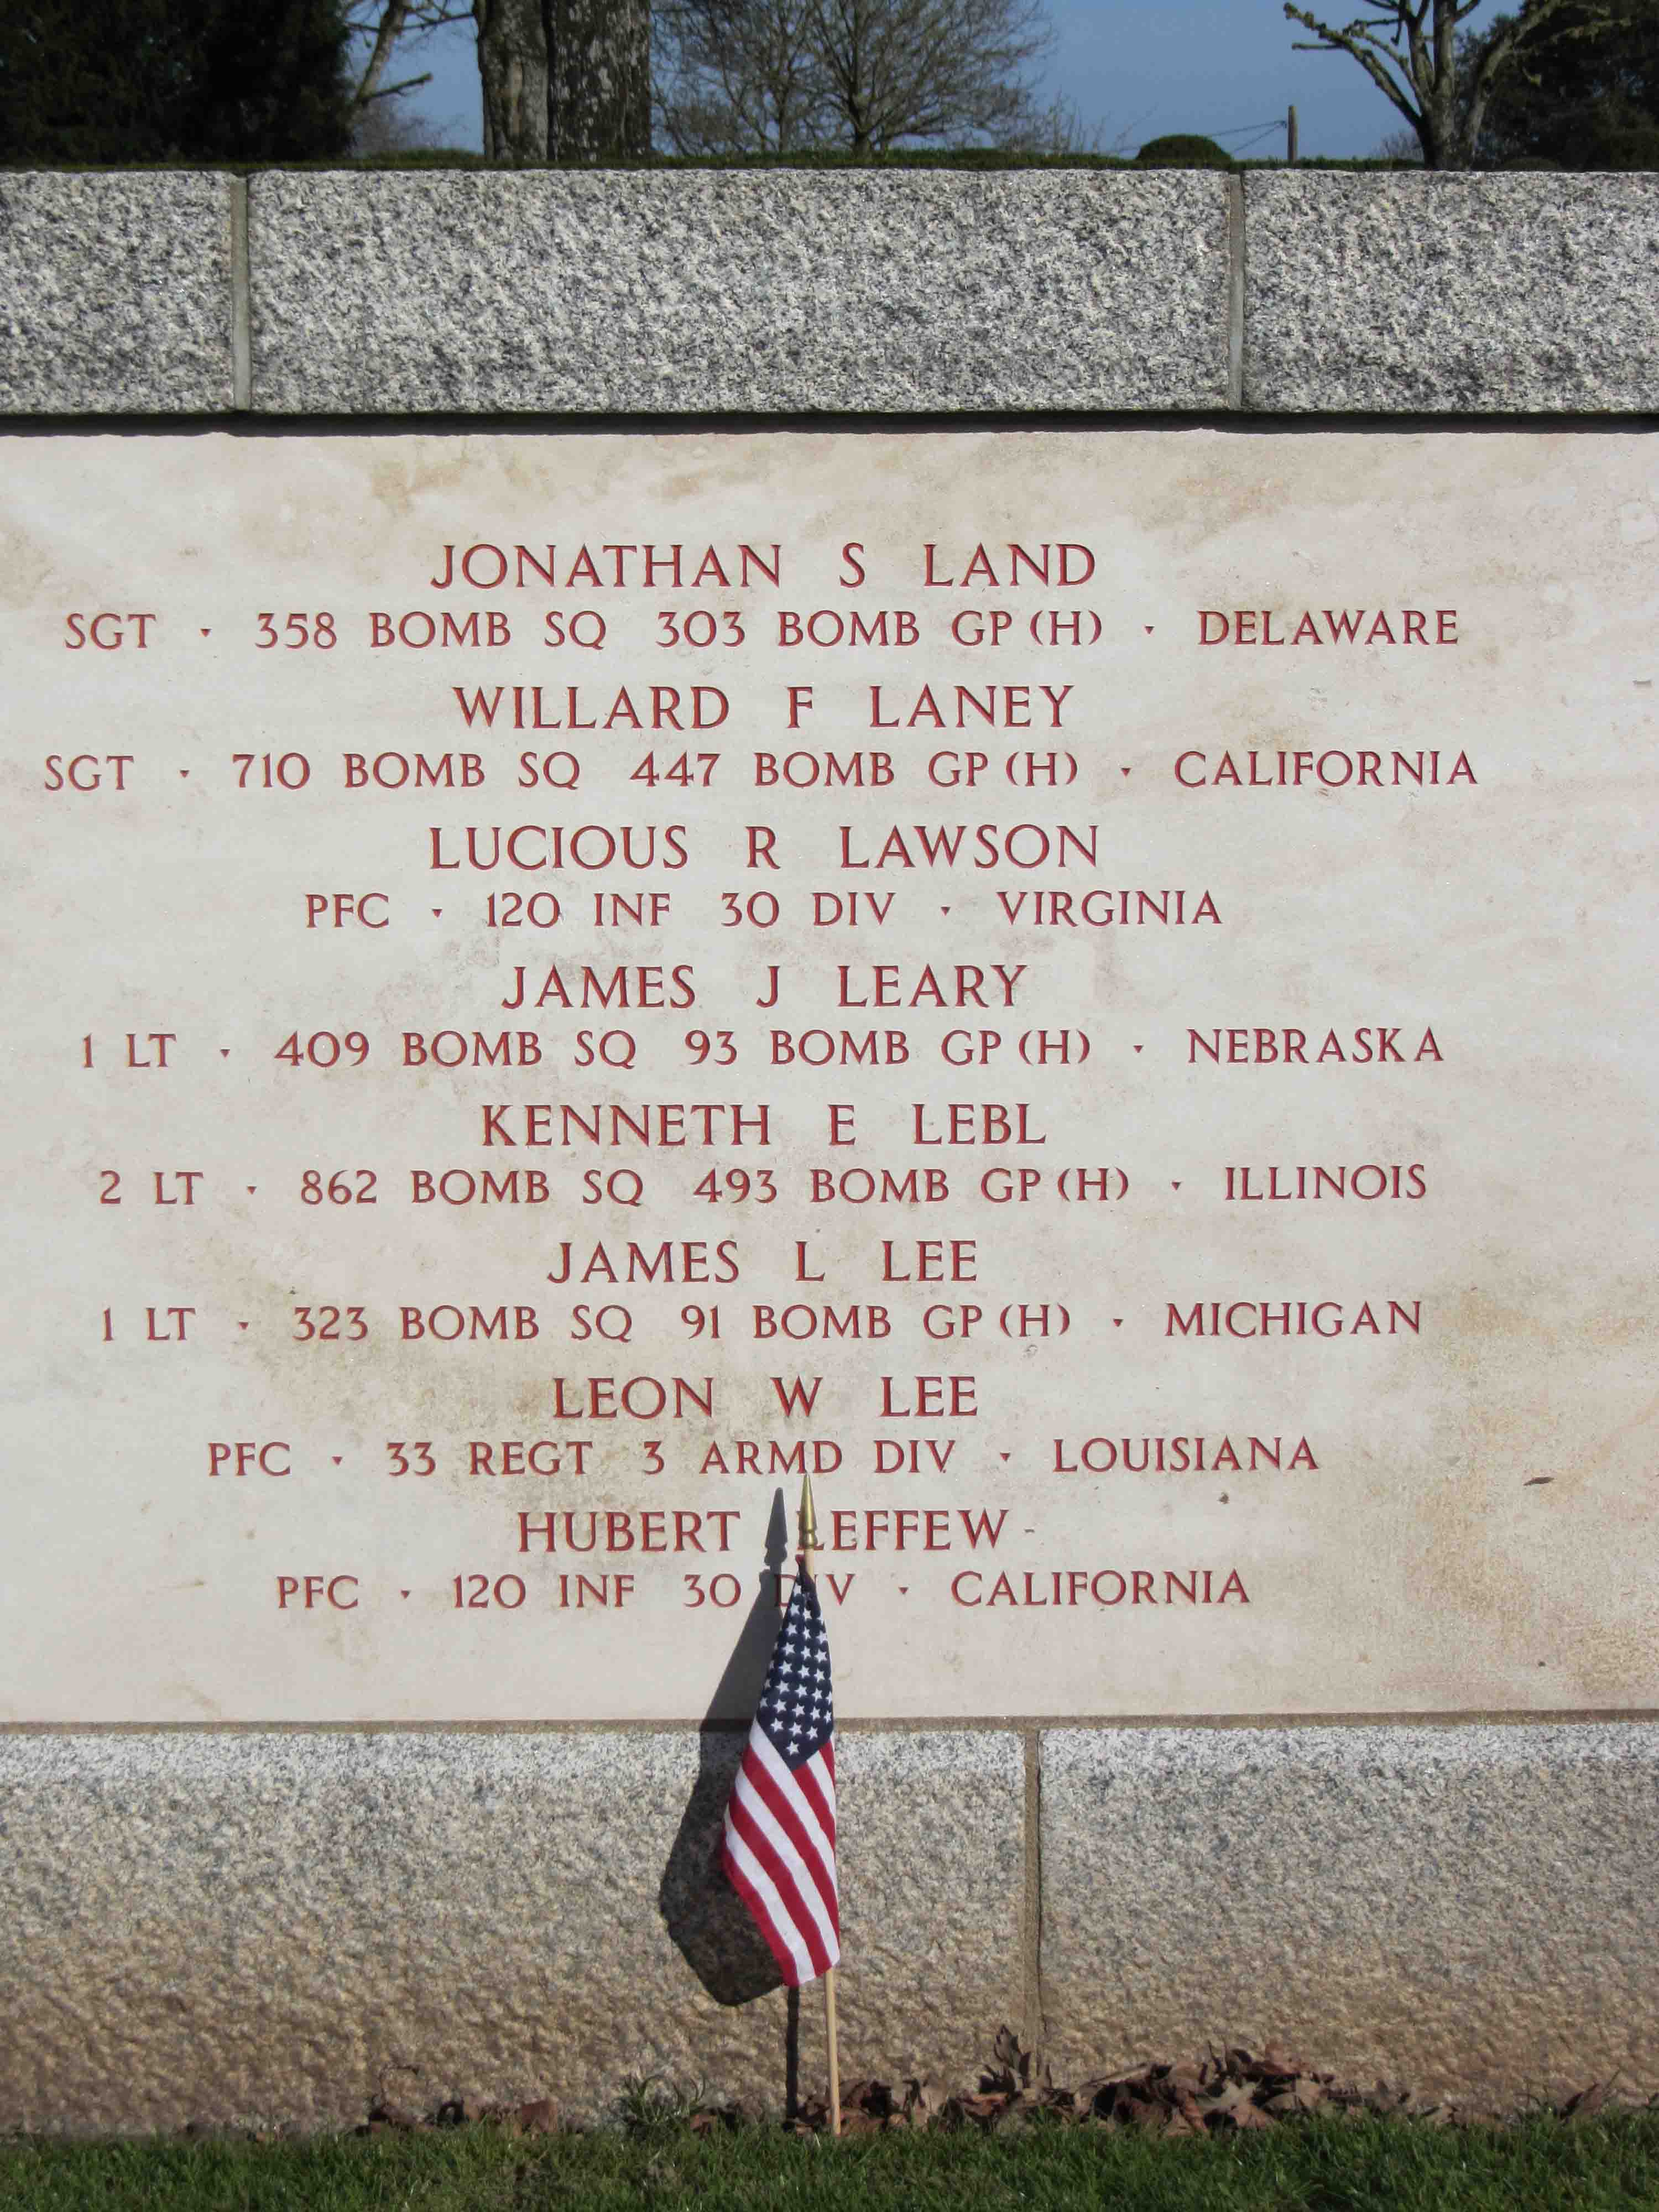 JONATHAN S LAND
SGT · 358 BOMB SQ 303 BOMB GP (H) · DELAWARE
WILLARD F LANEY
SGT · 710 BOMB SQ 447 BOMB GP (H) · CALIFORNIA
LUCIOUS R LAWSON
PFC · 120 INF 30 DIV · VIRGINIA
JAMES J LEARY
1 LT · 409 BOMB SQ 93 BOMB GP (H) · NEBRASKA
KENNETH E LEBL
2 LT · 862 BOMB SQ 493 BOMB GP (H) · ILLINOIS
JAMES L LEE
1 LT · 323 BOMB SQ 91 BOMB GP (H) · MICHIGAN
LEON W LEE
PFC · 33 REGT 3 ARMD DIV · LOUISIANA
HUBERT LEFFEW
PFC · 120 INF 30 DIV · CALIFORNIA